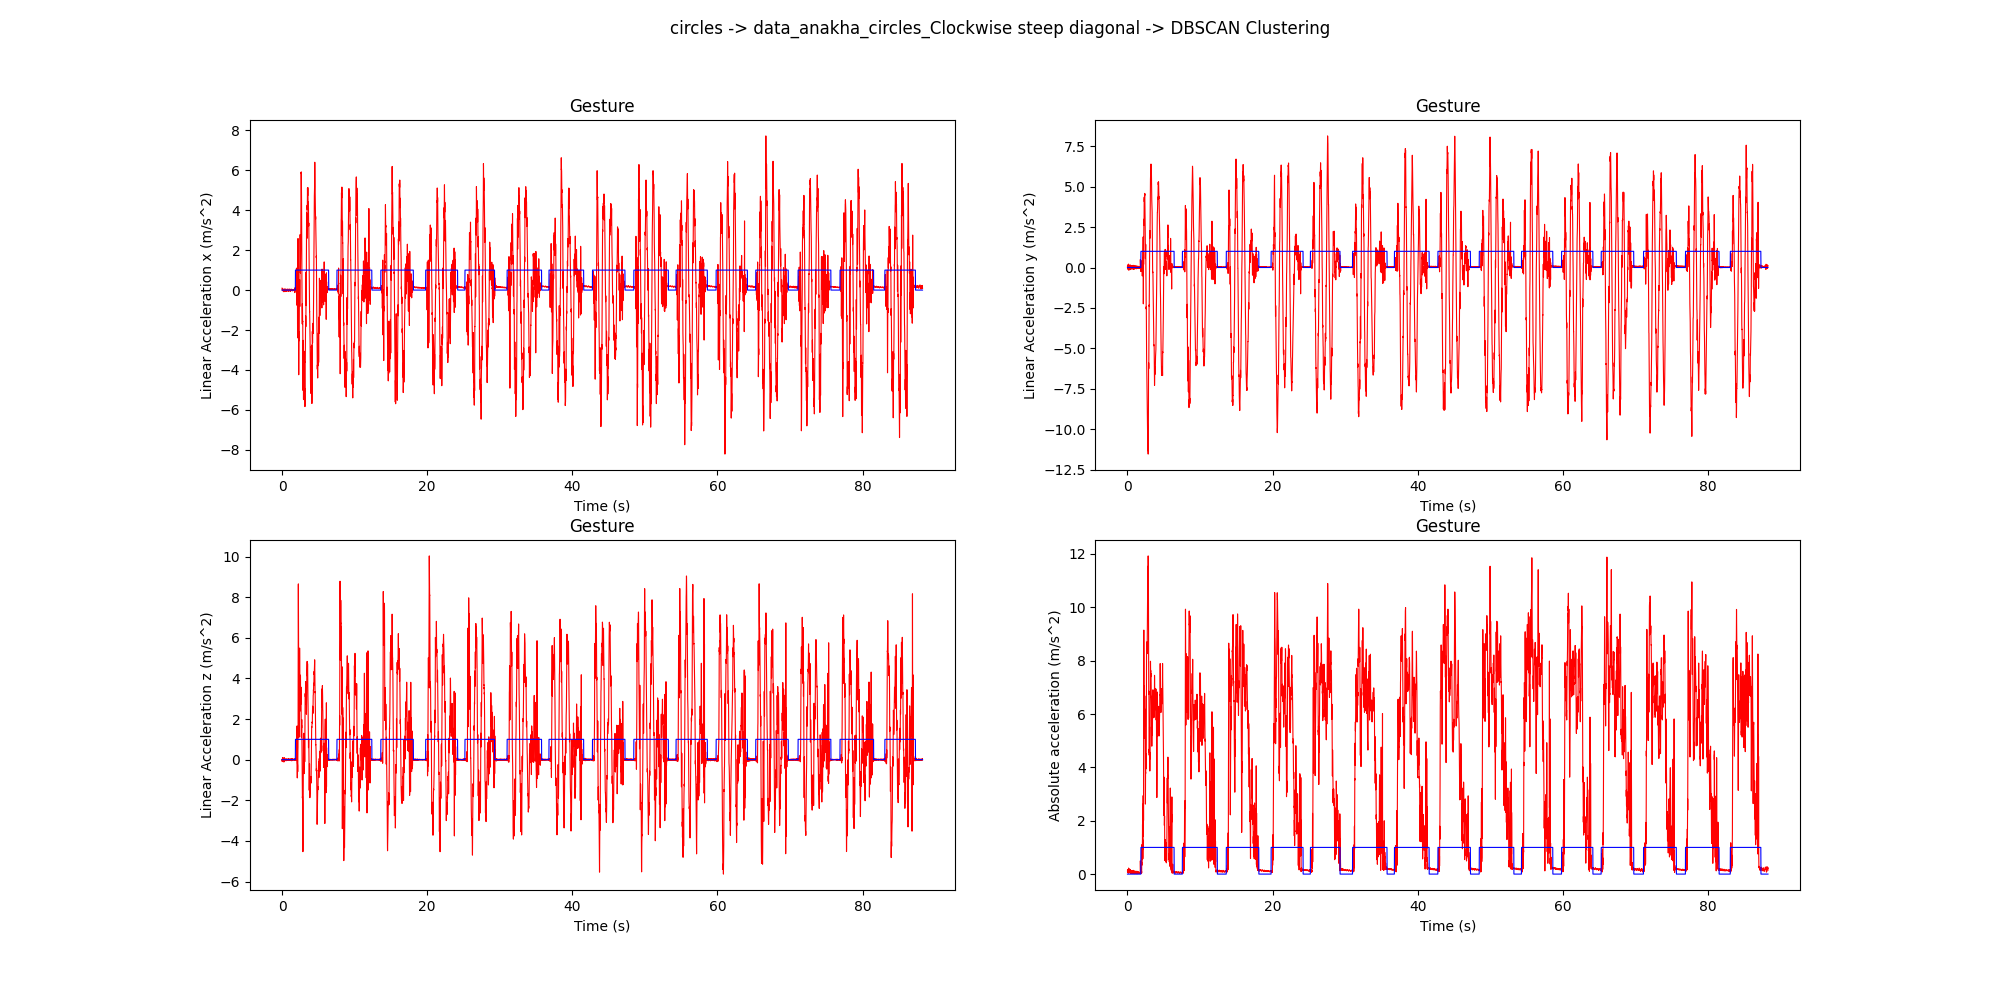 circles -> data_anakha_circles_Clockwise steep diagonal -> DBSCAN Clustering
Gesture
Linear Acceleration x (m/s^2)
8
6
4
2
0
−2
−4
−6
−8
0 20 40 60 80
Time (s)
Gesture
Linear Acceleration y (m/s^2)
7.5
5.0
2.5
0.0
−2.5
−5.0
−7.5
−10.0
−12.5
0 20 40 60 80
Time (s)
Gesture
Linear Acceleration z (m/s^2)
10
8
6
4
2
0
−2
−4
−6
0 20 40 60 80
Time (s)
Gesture
Absolute acceleration (m/s^2)
12
10
8
6
4
2
0
0 20 40 60 80
Time (s)